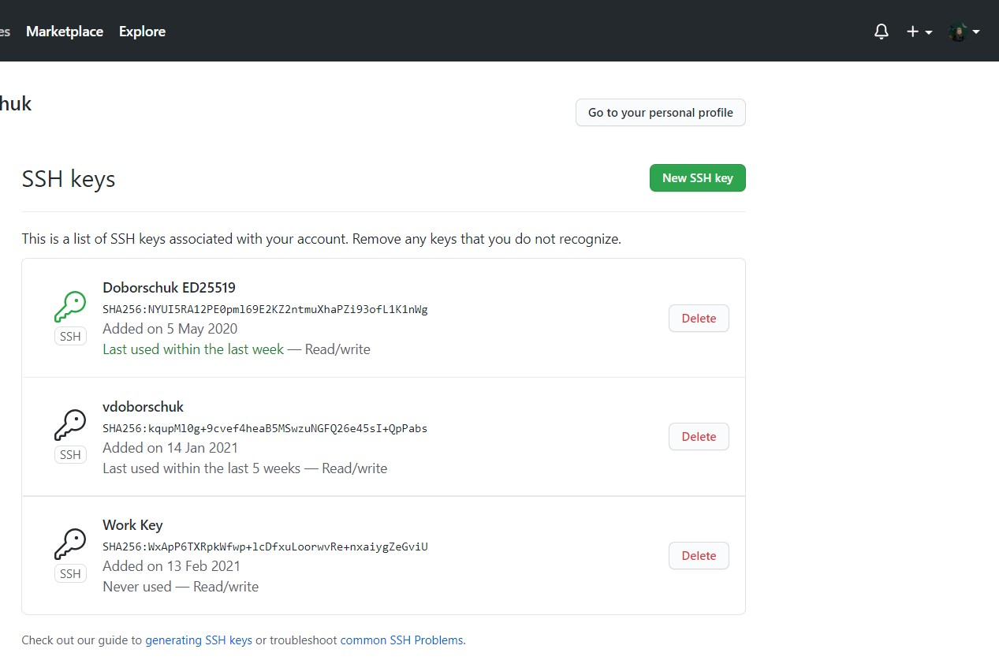 es Marketplace Explore
huk
Go to your personal profile
SSH keys
New SSH key
This is a list of SSH keys associated with your account. Remove any keys that you do not recognize.
Doborschuk ED25519
SHA256:NYUI5RA12PE0pml69E2KZ2ntmuXhaPZi93ofL1K1nWg
Added on 5 May 2020
Last used within the last week — Read/write
SSH
Delete
vdoborschuk
SHA256:kqupMl0g+9cvef4heaB5MSwzuNGFQ26e45sI+QpPabs
Added on 14 Jan 2021
Last used within the last 5 weeks — Read/write
SSH
Delete
Work Key
SHA256:WxApP6TXRpkWfwp+lcDfxuLoorwvRe+nxaiygZeGviU
Added on 13 Feb 2021
Never used — Read/write
SSH
Delete
Check out our guide to generating SSH keys or troubleshoot common SSH Problems.